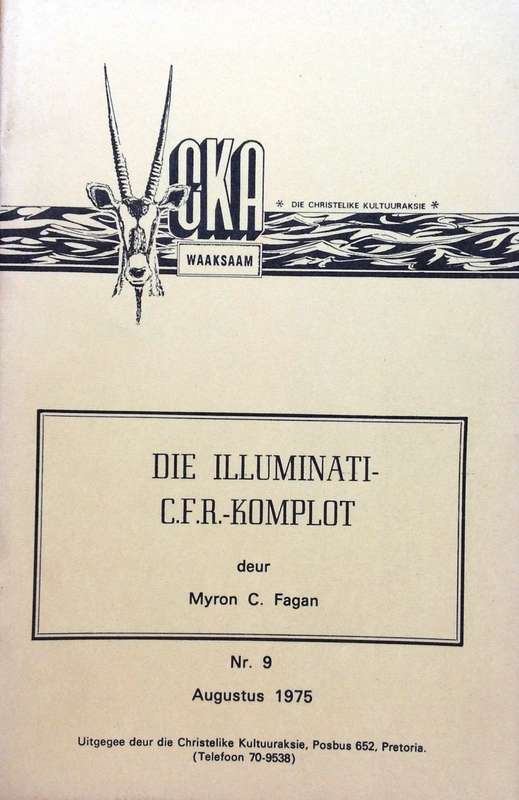 CKA
* DIE CHRISTELIKE KULTUURAKSIE *
WAAKSAAM
DIE ILLUMINATI-
C.F.R.-KOMPLOT
deur
Myron C. Fagan
Nr. 9
Augustus 1975
Uitgegee deur die Christelike Kultuuraksie, Posbus 652, Pretoria.
(Telefoon 70-9538)